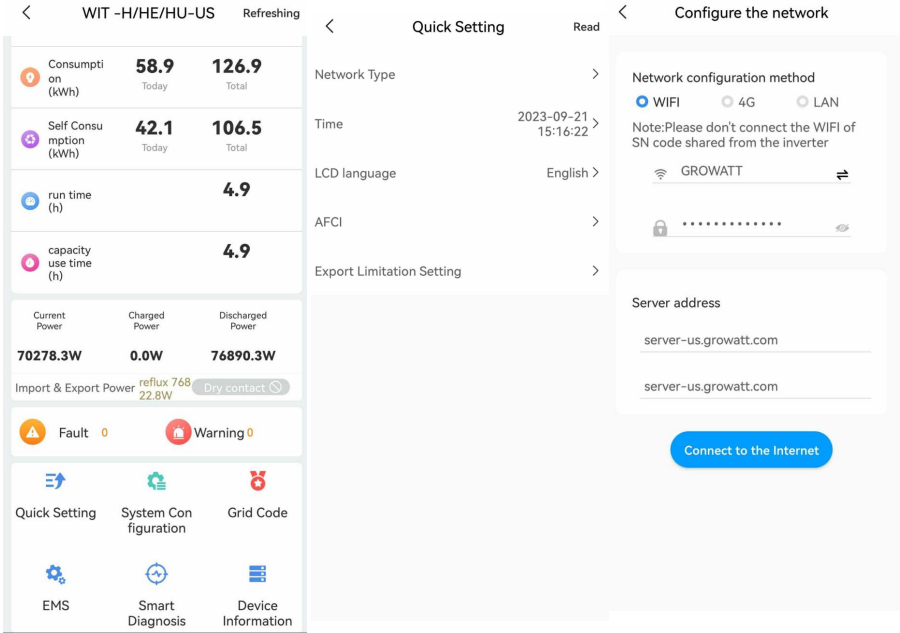 WIT -H/HE/HU-US
Refreshing
Consumpti
on
(kWh)
58.9
Today
126.9
Total
Self Consu
mption
(kWh)
42.1
Today
106.5
Total
run time
(h)
4.9
capacity
use time
(h)
4.9
Current
Power
Charged
Power
Discharged
Power
70278.3W
0.0W
76890.3W
Import & Export Power
reflux 768
22.8W
Dry contact
Fault 0
Warning 0
Quick Setting
System Con
figuration
Grid Code
EMS
Smart
Diagnosis
Device
Information
Quick Setting
Read
Network Type
Time
2023-09-21
15:16:22
LCD language
English
AFCI
Export Limitation Setting
Configure the network
Network configuration method
WIFI
4G
LAN
Note:Please don't connect the WIFI of
SN code shared from the inverter
GROWATT
Server address
server-us.growatt.com
server-us.growatt.com
Connect to the Internet